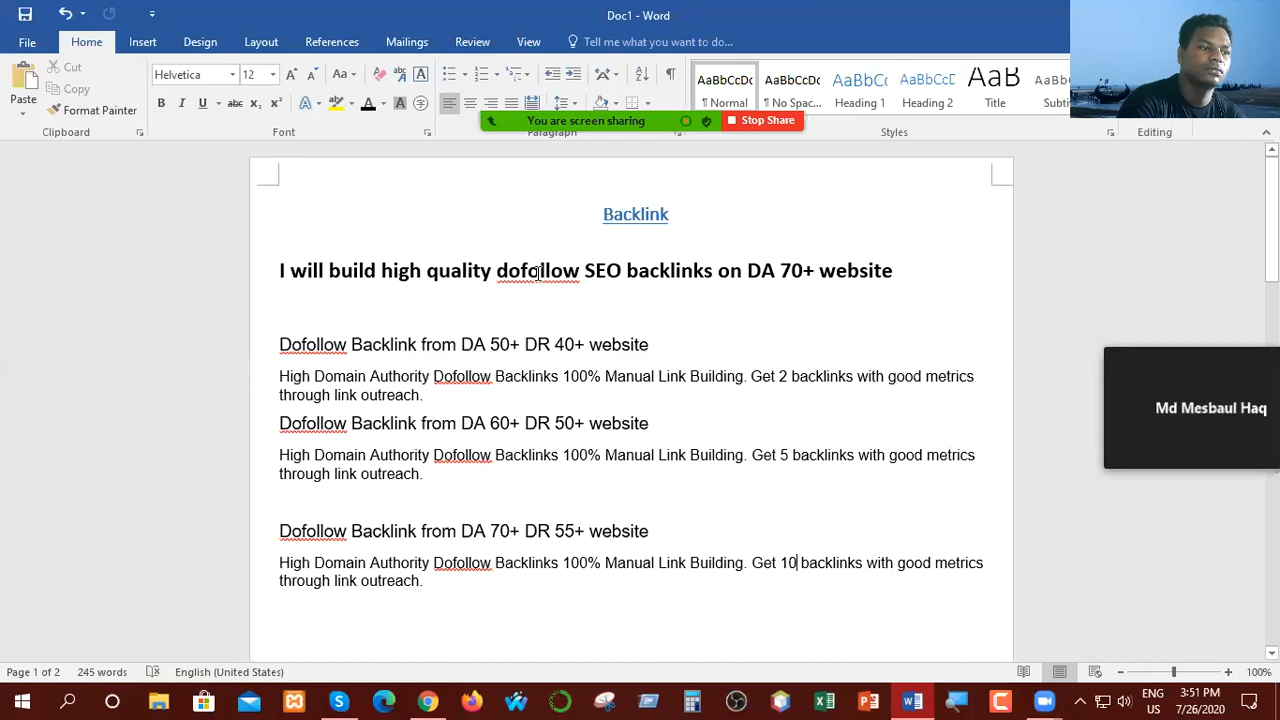 Doc1 - Word
File Home Insert Design Layout References Mailings Review View Tell me what you want to do...
Paste
Cut
Copy
Format Painter
Clipboard
Helvetica 12
Font
You are screen sharing Stop Share
Paragraph
AaBbCcDc AaBbCcDc AaBbCc AaBbCcC AaB AaBbCcC
¶ Normal ¶ No Spac... Heading 1 Heading 2 Title Subtit
Styles
Editing
Backlink
I will build high quality dofollow SEO backlinks on DA 70+ website
Dofollow Backlink from DA 50+ DR 40+ website
High Domain Authority Dofollow Backlinks 100% Manual Link Building. Get 2 backlinks with good metrics
through link outreach.
Dofollow Backlink from DA 60+ DR 50+ website
High Domain Authority Dofollow Backlinks 100% Manual Link Building. Get 5 backlinks with good metrics
through link outreach.
Dofollow Backlink from DA 70+ DR 55+ website
High Domain Authority Dofollow Backlinks 100% Manual Link Building. Get 10 backlinks with good metrics
through link outreach.
Md Mesbaul Haq
Page 1 of 2 245 words English (United States) 100%
ENG 3:51 PM
US 7/26/2020